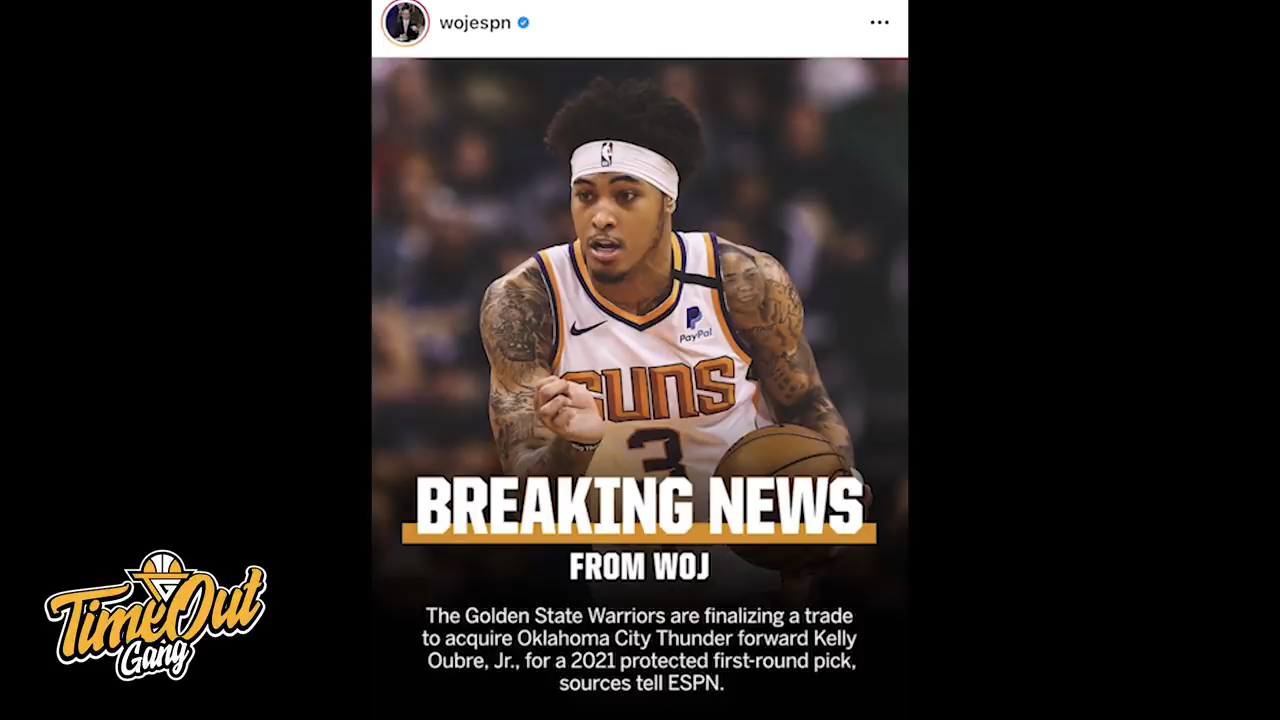 wojespn
PayPal
SUNS
3
BREAKING NEWS
FROM WOJ
The Golden State Warriors are finalizing a trade
to acquire Oklahoma City Thunder forward Kelly
Oubre, Jr., for a 2021 protected first-round pick,
sources tell ESPN.
TimeOut
Gang